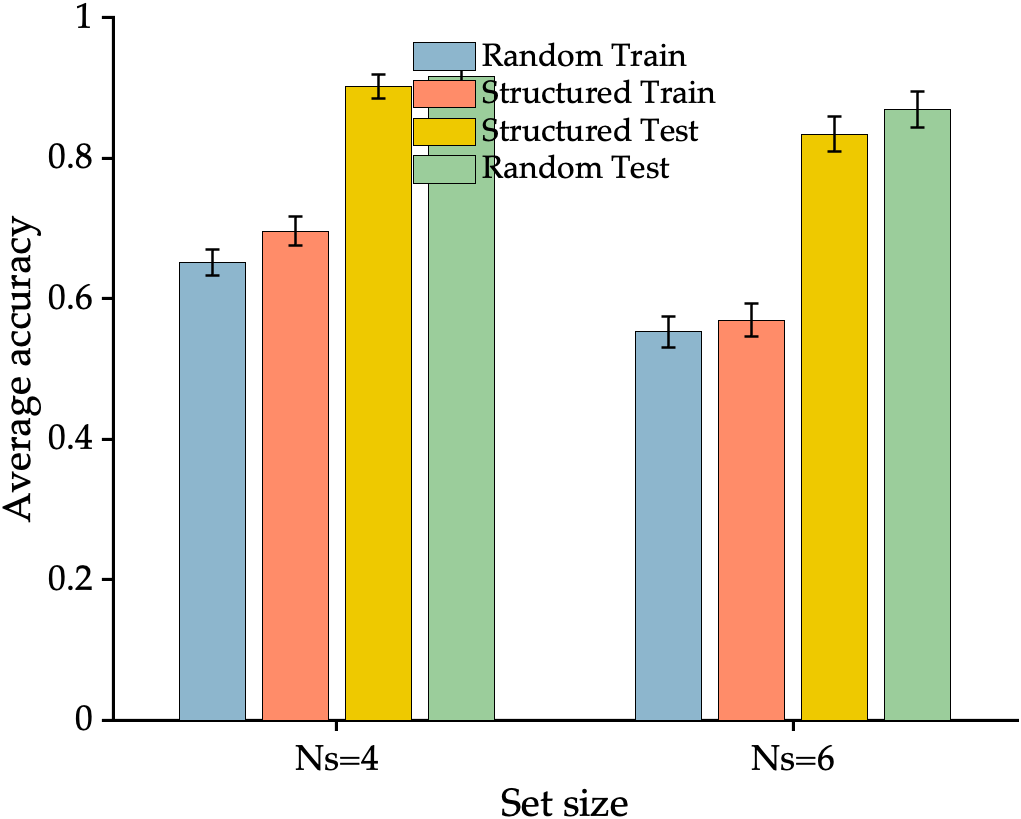 1
0.8
0.6
0.4
0.2
0
Average accuracy
Random Train
Structured Train
Structured Test
Random Test
Ns=4
Ns=6
Set size